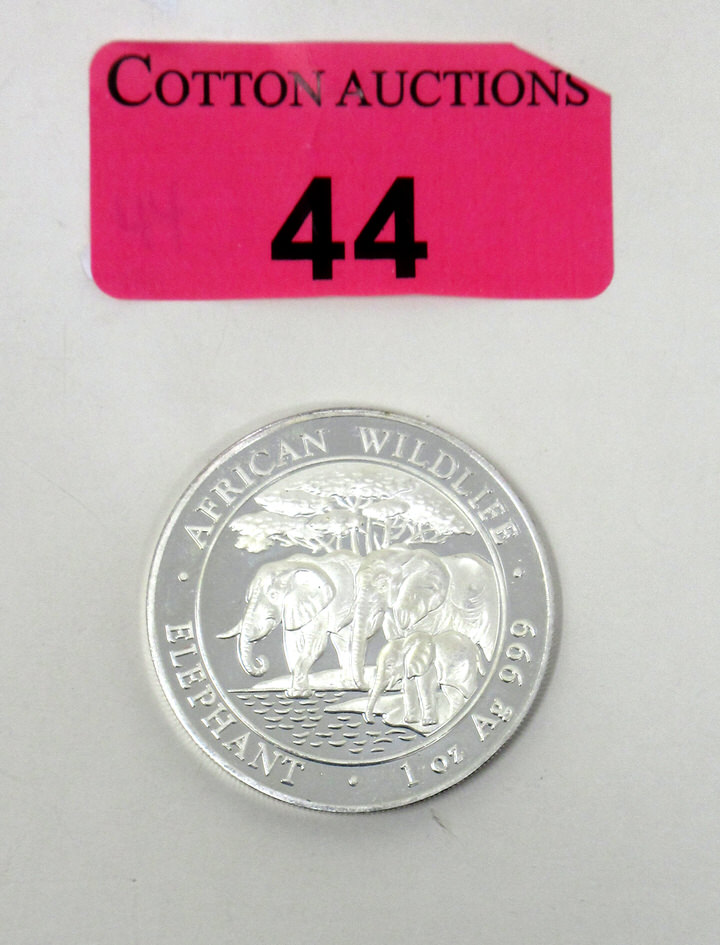 COTTON AUCTIONS
44
AFRICAN WILDLIFE
ELEPHANT · 1 oz Ag 999